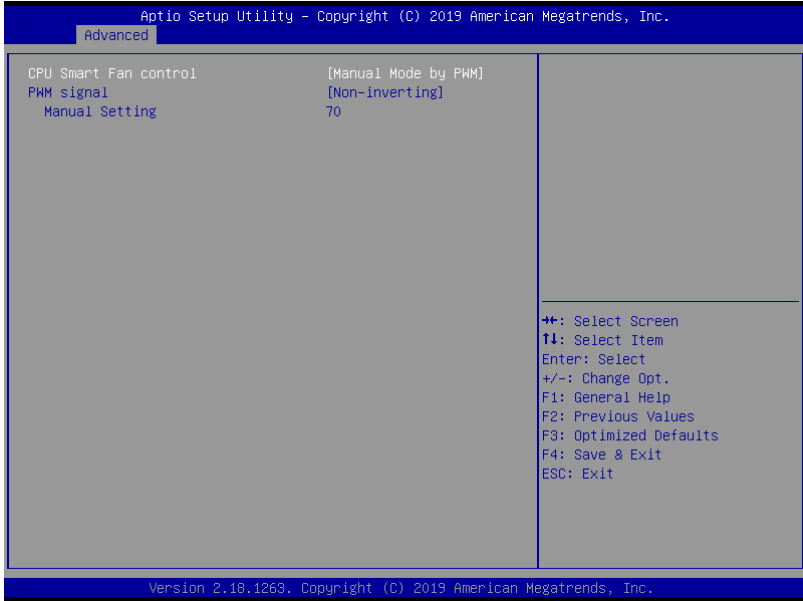 Aptio Setup Utility – Copyright (C) 2019 American Megatrends, Inc.
Advanced
CPU Smart Fan control [Manual Mode by PWM]
PWM signal [Non-inverting]
Manual Setting 70
→←: Select Screen
↑↓: Select Item
Enter: Select
+/-: Change Opt.
F1: General Help
F2: Previous Values
F3: Optimized Defaults
F4: Save & Exit
ESC: Exit
Version 2.18.1263. Copyright (C) 2019 American Megatrends, Inc.